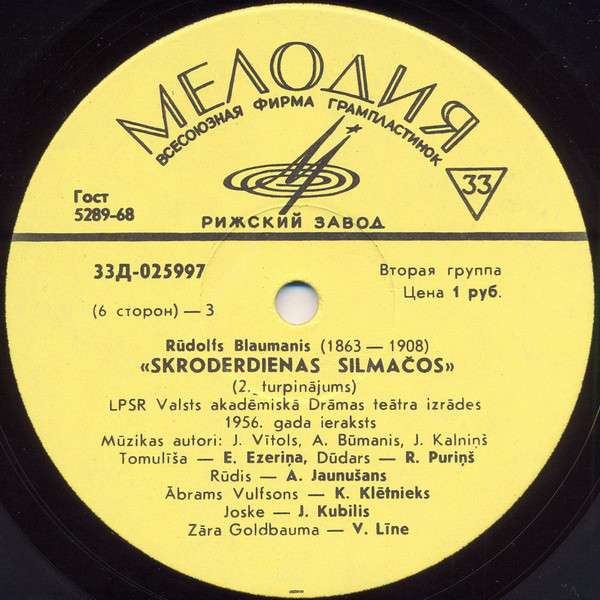 МЕЛОДИЯ
ВСЕСОЮЗНАЯ ФИРМА ГРАМПЛАСТИНОК
33
Гост
5289-68
РИЖСКИЙ ЗАВОД
33Д-025997
Вторая группа
Цена 1 руб.
(6 сторон) — 3
Rūdolfs Blaumanis (1863 — 1908)
«SKRODERDIENAS SILMAČOS»
(2. turpinājums)
LPSR Valsts akadēmiskā Drāmas teātra izrādes
1956. gada ieraksts
Mūzikas autori: J. Vītols, A. Būmanis, J. Kalniņš
Tomulīša — E. Ezeriņa, Dūdars — R. Puriņš
Rūdis — A. Jaunušans
Ābrams Vulfsons — K. Klētnieks
Joske — J. Kubilis
Zāra Goldbauma — V. Līne